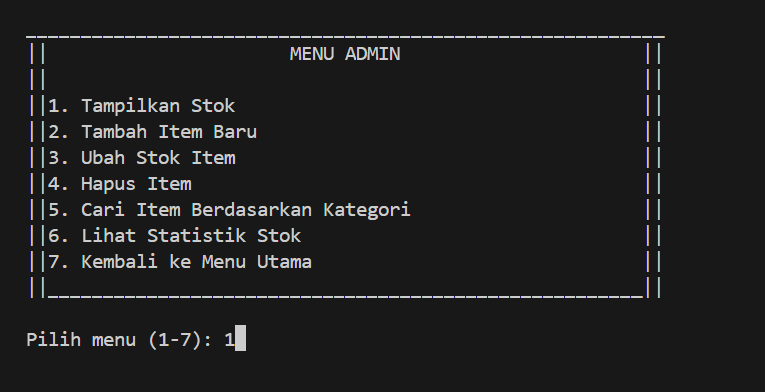 __________________________________________________________
||                      MENU ADMIN                      ||
||                                                      ||
||1. Tampilkan Stok                                     ||
||2. Tambah Item Baru                                   ||
||3. Ubah Stok Item                                     ||
||4. Hapus Item                                         ||
||5. Cari Item Berdasarkan Kategori                     ||
||6. Lihat Statistik Stok                               ||
||7. Kembali ke Menu Utama                              ||
||______________________________________________________||
Pilih menu (1-7): 1